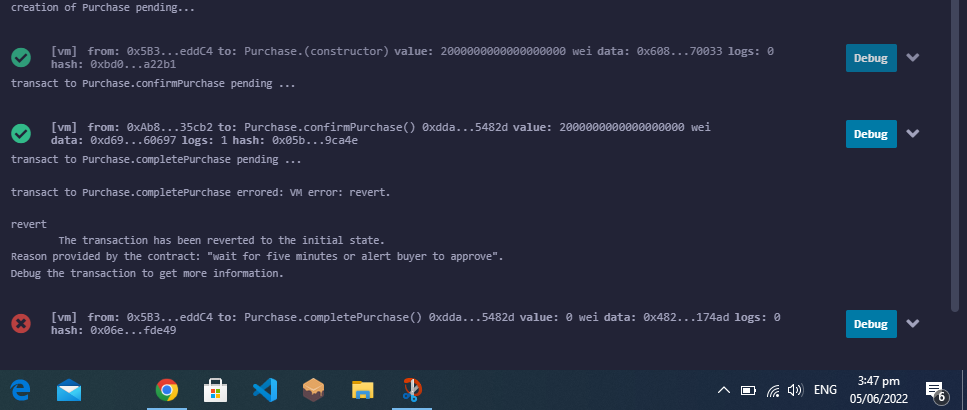 creation of Purchase pending...
[vm] from: 0x5B3...eddC4 to: Purchase.(constructor) value: 2000000000000000000 wei data: 0x608...70033 logs: 0
hash: 0xbd0...a22b1
Debug
transact to Purchase.confirmPurchase pending ...
[vm] from: 0xAb8...35cb2 to: Purchase.confirmPurchase() 0xdda...5482d value: 2000000000000000000 wei
data: 0xd69...60697 logs: 1 hash: 0x05b...9ca4e
Debug
transact to Purchase.completePurchase pending ...
transact to Purchase.completePurchase errored: VM error: revert.
revert
The transaction has been reverted to the initial state.
Reason provided by the contract: "wait for five minutes or alert buyer to approve".
Debug the transaction to get more information.
[vm] from: 0x5B3...eddC4 to: Purchase.completePurchase() 0xdda...5482d value: 0 wei data: 0x482...174ad logs: 0
hash: 0x06e...fde49
Debug
ENG
3:47 pm
05/06/2022
6